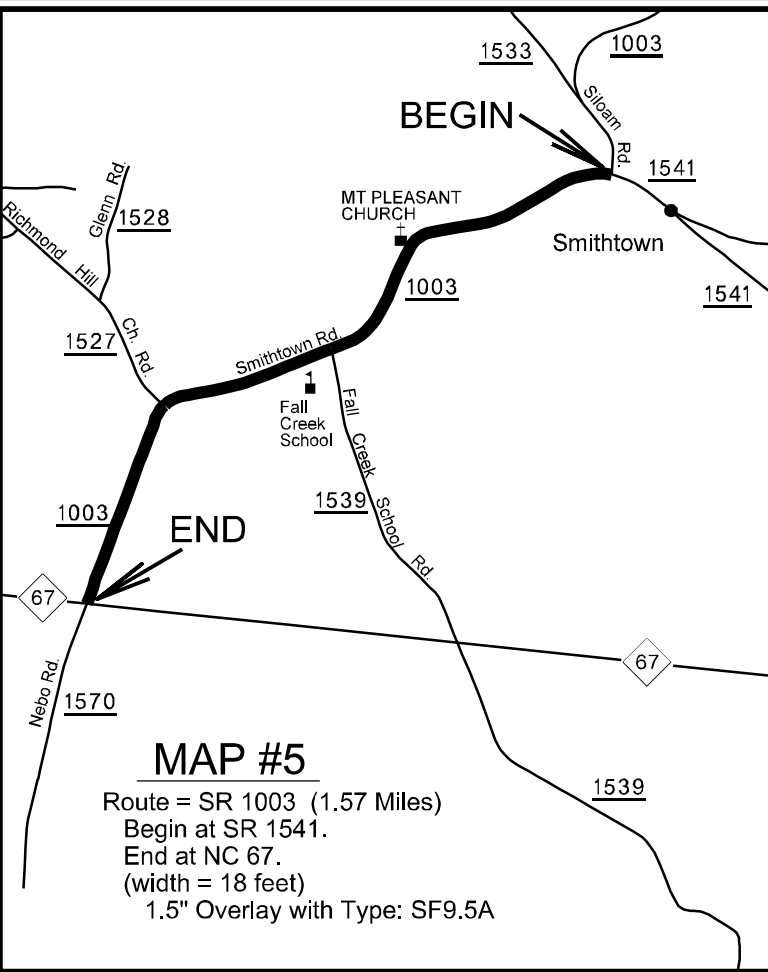 1533
1003
Siloam
Rd.
BEGIN
1541
MT PLEASANT
CHURCH
Glenn Rd.
1528
Richmond Hill
Ch. Rd.
Smithtown
1003
1541
1527
Smithtown Rd.
Fall
Creek
School
Fall Creek School Rd.
1539
1003
END
67
67
Nebo Rd.
1570
MAP #5
Route = SR 1003 (1.57 Miles)
Begin at SR 1541.
End at NC 67.
(width = 18 feet)
1.5" Overlay with Type: SF9.5A
1539